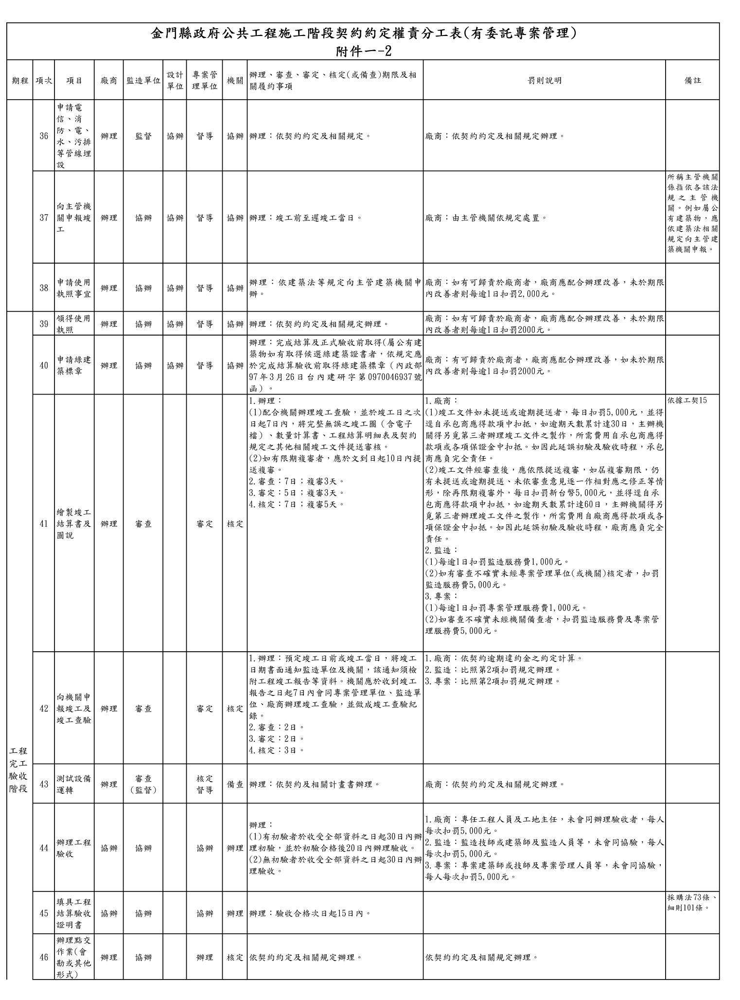 金門縣政府公共工程施工階段契約約定權責分工表(有委託專案管理)
附件一-2
期程 項次 項目 廠商 監造單位 設計單位 專案管理單位 機關 辦理、審查、審定、核定(或備查)期限及相關履約事項 罰則說明 備註
36
申請電
信、消
防、電、
水、污排
等管線埋
設
辦理 監督 協辦 督導 協辦
辦理：依契約約定及相關規定。
廠商：依契約約定及相關規定辦理。
37
向主管機
關申報竣
工
辦理 協辦 協辦 督導 協辦
辦理：竣工前至遲竣工當日。
廠商：由主管機關依規定處置。
所稱主管機關
係指依各該法
規之主管機
關。例如屬公
有建築物，應
依建築法相關
規定向主管建
築機關申報。
38
申請使用
執照事宜
辦理 協辦 協辦 督導 協辦
辦理：依建築法等規定向主管建築機關申
辦。
廠商：如有可歸責於廠商者，廠商應配合辦理改善，未於期限
內改善者則每逾1日扣罰2,000元。
工程
完工
驗收
階段
39
領得使用
執照
辦理 協辦 協辦 督導 協辦
辦理：依契約約定及相關規定辦理。
廠商：如有可歸責於廠商者，廠商應配合辦理改善，未於期限
內改善者則每逾1日扣罰2000元。
40
申請綠建
築標章
辦理 協辦 協辦 督導 協辦
辦理：完成結算及正式驗收前取得(屬公有建
築物如有取得候選綠建築證書者，依規定應
於完成結算驗收前取得綠建築標章（內政部
97年3月26日台內建研字第0970046937號
函）。
廠商：有可歸責於廠商者，廠商應配合辦理改善，如未於期限
內改善者則每逾1日扣罰2000元。
41
繪製竣工
結算書及
圖說
辦理 審查 審定 核定
1.辦理：
(1)配合機關辦理竣工查驗，並於竣工日之次
日起7日內，將完整無誤之竣工圖（含電子
檔）、數量計算書、工程結算明細表及契約
規定之其他相關竣工文件提送審核。
(2)如有限期複審者，應於文到日起10日內提
送複審。
2.審查：7日；複審3天。
3.審定：5日；複審3天。
4.核定：7日；複審5天。
1.廠商：
(1)竣工文件如未提送或逾期提送者，每日扣罰5,000元，並得
逕自承包商應得款項中扣抵，如逾期天數累計達30日，主辦機
關得另覓第三者辦理竣工文件之製作，所需費用自承包商應得
款項或各項保證金中扣抵。如因此延誤初驗及驗收時程，承包
商應負完全責任。
(2)竣工文件經審查後，應依限提送複審，如屆複審期限，仍
有未提送或逾期提送、未依審查意見逐一作相對應之修正等情
形，除再限期複審外，每日扣罰新台幣5,000元，並得逕自承
包商應得款項中扣抵，如逾期天數累計達60日，主辦機關得另
覓第三者辦理竣工文件之製作，所需費用自廠商應得款項或各
項保證金中扣抵。如因此延誤初驗及驗收時程，廠商應負完全
責任。
2.監造：
(1)每逾1日扣罰監造服務費1,000元。
(2)如有審查不確實未經專案管理單位(或機關)核定者，扣罰
監造服務費5,000元。
3.專案：
(1)每逾1日扣罰專案管理服務費1,000元。
(2)如審查不確實未經機關備查者，扣罰監造服務費及專案管
理服務費5,000元。
依據工契15
42
向機關申
報竣工及
竣工查驗
辦理 審查 審定 核定
1.辦理：預定竣工日前或竣工當日，將竣工
日期書面通知監造單位及機關，該通知須檢
附工程竣工報告等資料。機關應於收到竣工
報告之日起7日內會同專案管理單位、監造單
位、廠商辦理竣工查驗，並做成竣工查驗紀
錄。
2.審查：2日。
3.審定：2日。
4.核定：3日。
1.廠商：依契約逾期違約金之約定計算。
2.監造：比照第2項扣罰規定辦理。
3.專案：比照第2項扣罰規定辦理。
43
測試設備
運轉
辦理
審查
(監督)
核定
督導
備查
辦理：依契約及相關計畫書辦理。
廠商：依契約約定及相關規定辦理。
44
辦理工程
驗收
協辦 協辦 協辦 辦理
辦理：
(1)有初驗者於收受全部資料之日起30日內辦
理初驗，並於初驗合格後20日內辦理驗收。
(2)無初驗者於收受全部資料之日起30日內辦
理驗收。
1.廠商：專任工程人員及工地主任，未會同辦理驗收者，每人
每次扣罰5,000元。
2.監造：監造技師或建築師及監造人員等，未會同協驗，每人
每次扣罰5,000元。
3.專案：專案建築師或技師及專案管理人員等，未會同協驗，
每人每次扣罰5,000元。
45
填具工程
結算驗收
證明書
協辦 協辦 協辦 辦理
辦理：驗收合格次日起15日內。
採購法73條、
細則101條。
46
辦理點交
作業(會
勘或其他
形式)
辦理 協辦 辦理 核定
依契約約定及相關規定辦理。
依契約約定及相關規定辦理。